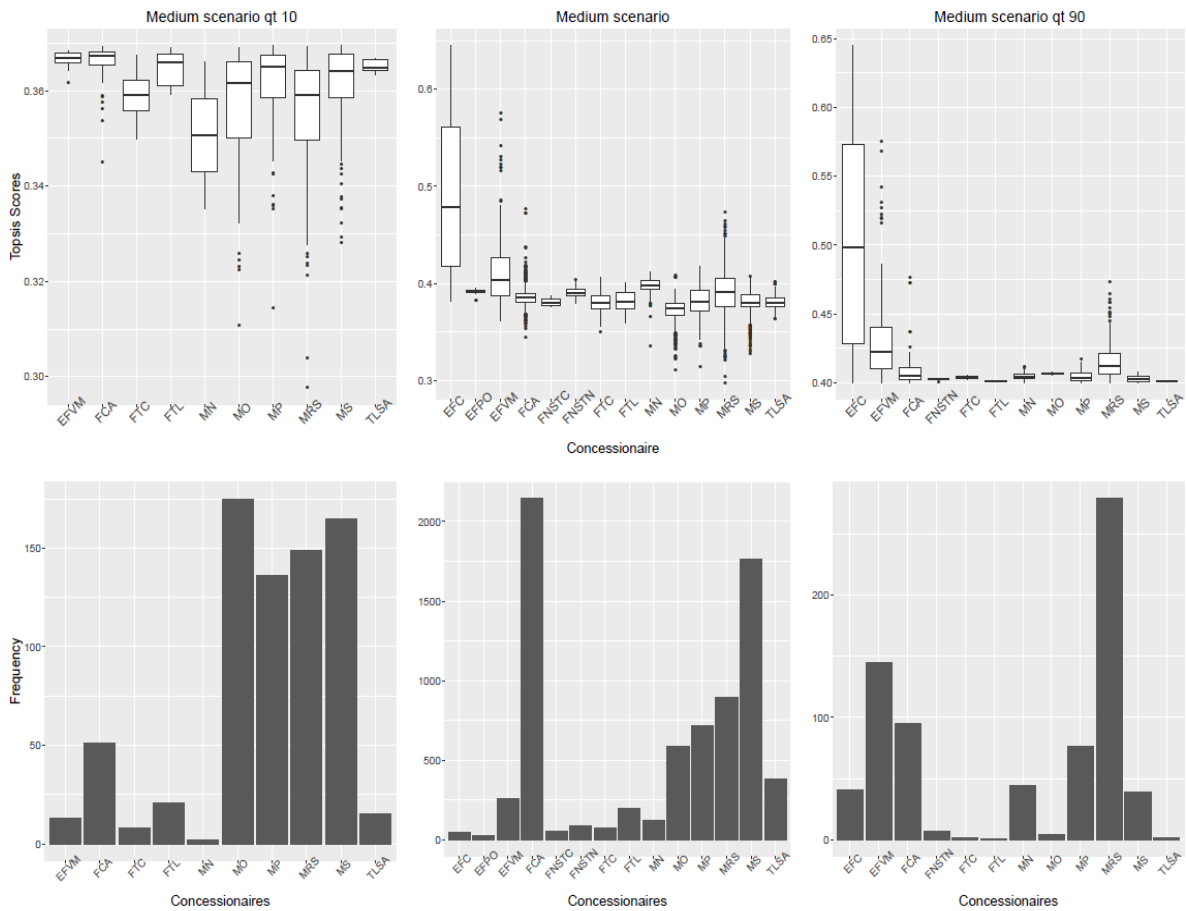 Medium scenario qt 10
Medium scenario
Medium scenario qt 90
Topsis Scores
0.36
0.34
0.32
0.30
EFVM FCA FTC FTL MN MO MP MRS MS TLSA
0.6
0.5
0.4
0.3
EFC EFPO EFVM FCA FNSTC FNSTN FTC FTL MN MO MP MRS MS TLSA
0.65
0.60
0.55
0.50
0.45
0.40
EFC EFVM FCA FNSTN FTC FTL MN MO MP MRS MS TLSA
Concessionaire
Frequency
150
100
50
0
EFVM FCA FTC FTL MN MO MP MRS MS TLSA
Concessionaires
2000
1500
1000
500
0
EFC EFPO EFVM FCA FNSTC FNSTN FTC FTL MN MO MP MRS MS TLSA
Concessionaires
200
100
0
EFC EFVM FCA FNSTN FTC FTL MN MO MP MRS MS TLSA
Concessionaires